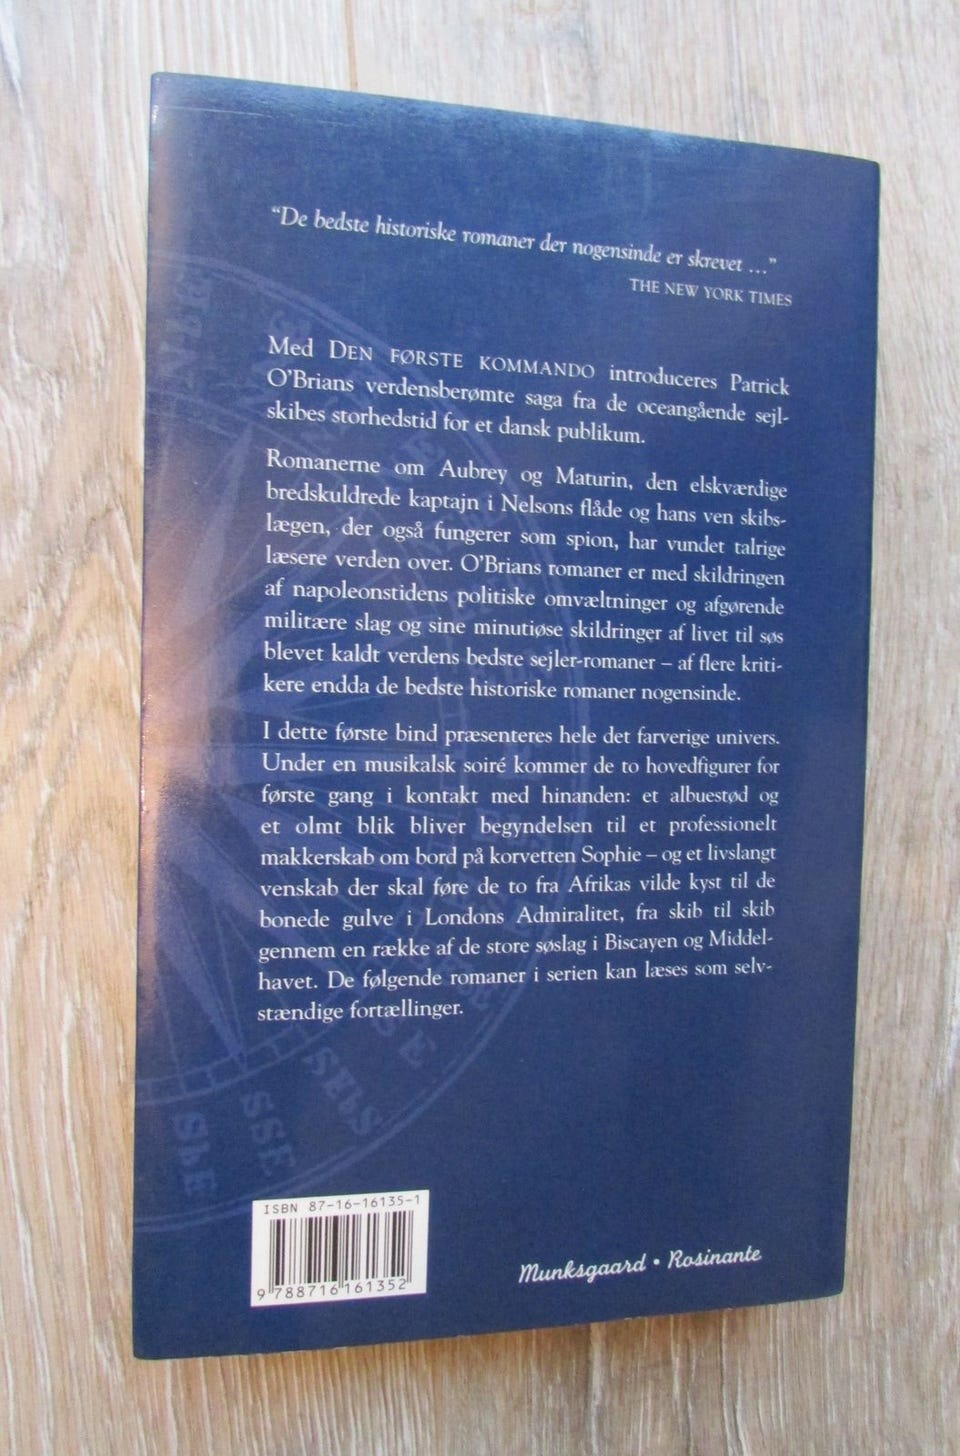 "De bedste historiske romaner der nogensinde er skrevet ..."
THE NEW YORK TIMES
Med DEN FØRSTE KOMMANDO introduceres Patrick
O'Brians verdensberømte saga fra de oceangående sejl-
skibes storhedstid for et dansk publikum.
Romanerne om Aubrey og Maturin, den elskværdige
bredskuldrede kaptajn i Nelsons flåde og hans ven skibs-
lægen, der også fungerer som spion, har vundet talrige
læsere verden over. O'Brians romaner er med skildringen
af napoleonstidens politiske omvæltninger og afgørende
militære slag og sine minutiøse skildringer af livet til søs
blevet kaldt verdens bedste sejler-romaner – af flere kriti-
kere endda de bedste historiske romaner nogensinde.
I dette første bind præsenteres hele det farverige univers.
Under en musikalsk soiré kommer de to hovedfigurer for
første gang i kontakt med hinanden: et albuestød og
et olmt blik bliver begyndelsen til et professionelt
makkerskab om bord på korvetten Sophie – og et livslangt
venskab der skal føre de to fra Afrikas vilde kyst til de
bonede gulve i Londons Admiralitet, fra skib til skib
gennem en række af de store søslag i Biscayen og Middel-
havet. De følgende romaner i serien kan læses som selv-
stændige fortællinger.
SE
SEbS
SSE
SbE
ISBN 87-16-16135-1
9 788716 161352
Munksgaard • Rosinante